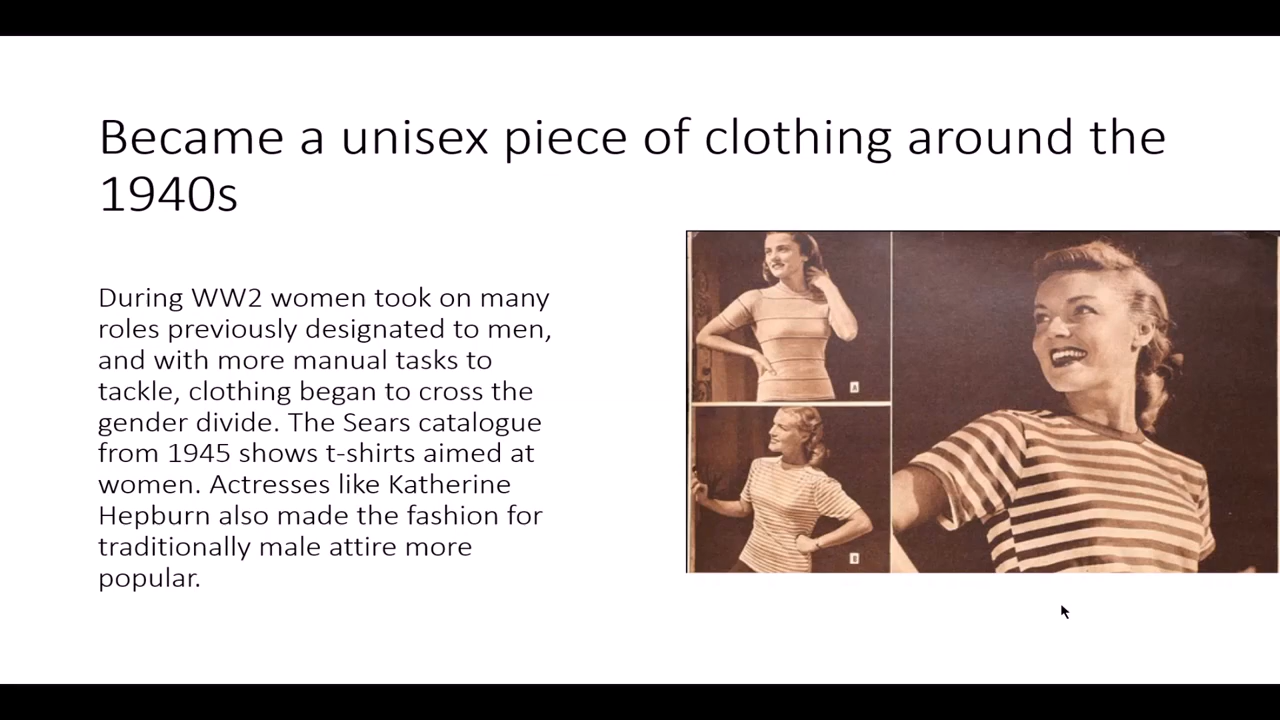 Became a unisex piece of clothing around the
1940s
During WW2 women took on many
roles previously designated to men,
and with more manual tasks to
tackle, clothing began to cross the
gender divide. The Sears catalogue
from 1945 shows t-shirts aimed at
women. Actresses like Katherine
Hepburn also made the fashion for
traditionally male attire more
popular.
A
B